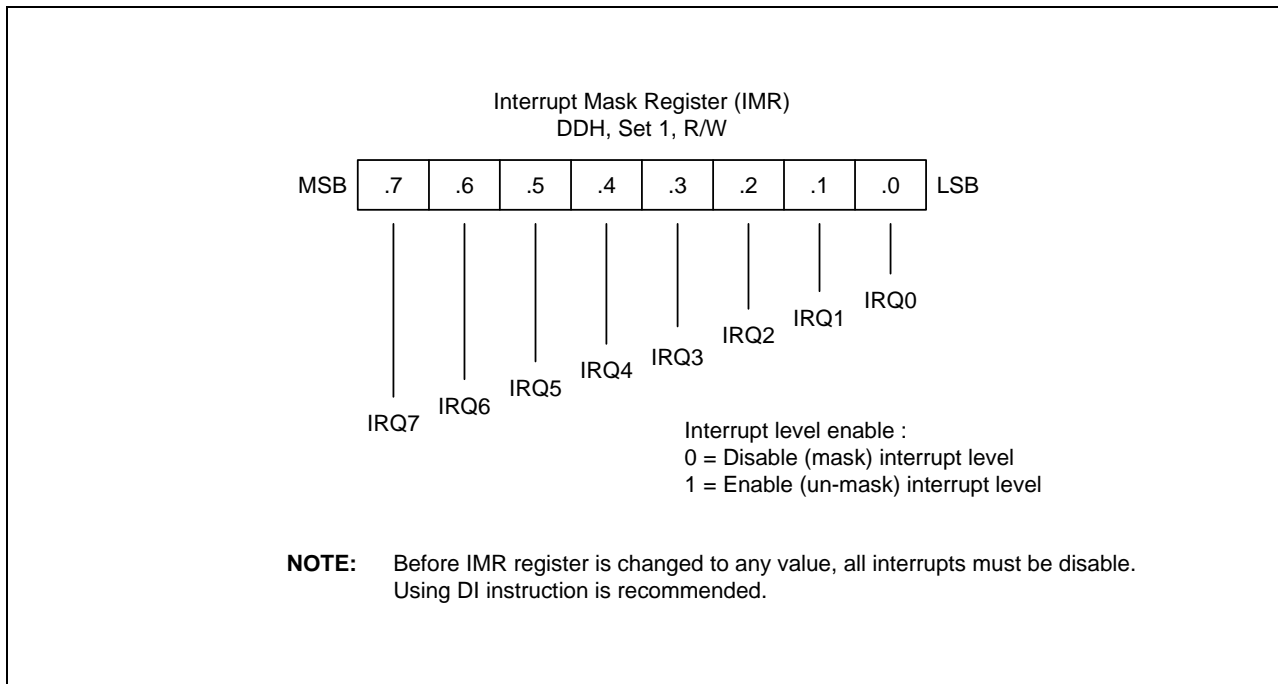 Interrupt Mask Register (IMR)
DDH, Set 1, R/W
MSB .7 .6 .5 .4 .3 .2 .1 .0 LSB
IRQ7 IRQ6 IRQ5 IRQ4 IRQ3 IRQ2 IRQ1 IRQ0
Interrupt level enable :
0 = Disable (mask) interrupt level
1 = Enable (un-mask) interrupt level
NOTE: Before IMR register is changed to any value, all interrupts must be disable.
Using DI instruction is recommended.